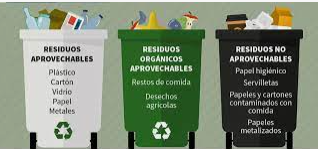 RESIDUOS
APROVECHABLES
Plástico
Cartón
Vidrio
Papel
Metales
RESIDUOS
ORGÁNICOS
APROVECHABLES
Restos de comida
Desechos
agrícolas
RESIDUOS NO
APROVECHABLES
Papel higiénico
Servilletas
Papeles y cartones
contaminados con
comida
Papeles
metalizados